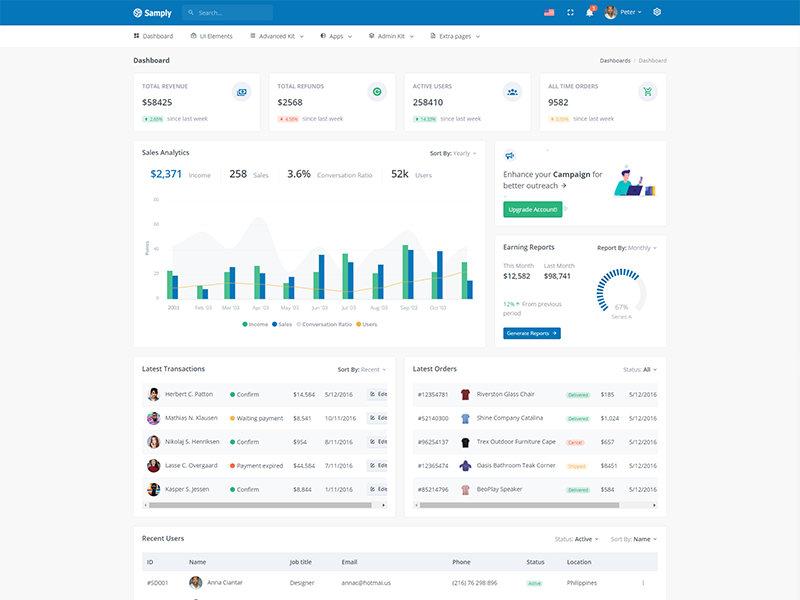 Samply
Search...
Peter
Dashboard
UI Elements
Advanced Kit
Apps
Admin Kit
Extra pages
Dashboard
Dashboards / Dashboard
TOTAL REVENUE
$58425
2.65% since last week
TOTAL REFUNDS
$2568
4.58% since last week
ACTIVE USERS
258410
14.33% since last week
ALL TIME ORDERS
9582
since last week
Sales Analytics
Sort By: Yearly
$2,371 Income
258 Sales
3.6% Conversation Ratio
52k Users
80
60
40
20
0
Points
2003
Feb '03
Mar '03
Apr '03
May '03
Jun '03
Jul '03
Aug '03
Sep '03
Oct '03
Income
Sales
Conversation Ratio
Users
Enhance your Campaign for
better outreach →
Upgrade Account!
Earning Reports
Report By: Monthly
This Month
$12,582
Last Month
$98,741
12% From previous
period
Generate Reports
67%
Series A
Latest Transactions
Sort By: Recent
Herbert C. Patton Confirm $14,584 5/12/2016
Mathias N. Klausen Waiting payment $8,541 10/11/2016
Nikolaj S. Henriksen Confirm $954 8/11/2016
Lasse C. Overgaard Payment expired $44,584 7/11/2016
Kasper S. Jessen Confirm $8,844 1/11/2016
Latest Orders
Status: All
#12354781 Riverston Glass Chair Delivered $185 5/12/2016
#52140300 Shine Company Catalina Delivered $1,024 5/12/2016
#96254137 Trex Outdoor Furniture Cape Cancel $657 5/12/2016
#12365474 Oasis Bathroom Teak Corner Shipped $8451 5/12/2016
#85214796 BeoPlay Speaker Delivered $584 5/12/2016
Recent Users
Status: Active
Sort By: Name
ID Name Job title Email Phone Status Location
#SD001 Anna Ciantar Designer annac@hotmai.us (216) 76 298 896 Active Philippines